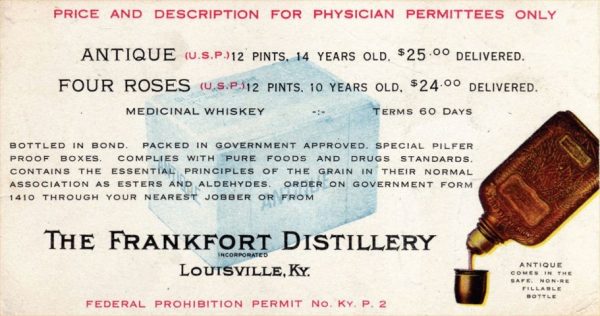 PRICE AND DESCRIPTION FOR PHYSICIAN PERMITTEES ONLY
ANTIQUE (U.S.P.) 12 PINTS, 14 YEARS OLD, $25.00 DELIVERED.
FOUR ROSES (U.S.P.) 12 PINTS, 10 YEARS OLD, $24.00 DELIVERED.
MEDICINAL WHISKEY -:- TERMS 60 DAYS
BOTTLED IN BOND. PACKED IN GOVERNMENT APPROVED, SPECIAL PILFER
PROOF BOXES. COMPLIES WITH PURE FOODS AND DRUGS STANDARDS.
CONTAINS THE ESSENTIAL PRINCIPLES OF THE GRAIN IN THEIR NORMAL
ASSOCIATION AS ESTERS AND ALDEHYDES. ORDER ON GOVERNMENT FORM
1410 THROUGH YOUR NEAREST JOBBER OR FROM
ANTIQUE
THE FRANKFORT DISTILLERY
INCORPORATED
LOUISVILLE, KY.
ANTIQUE
COMES IN THE
SAFE, NON-RE
FILLABLE
BOTTLE
FEDERAL PROHIBITION PERMIT NO. KY. P. 2